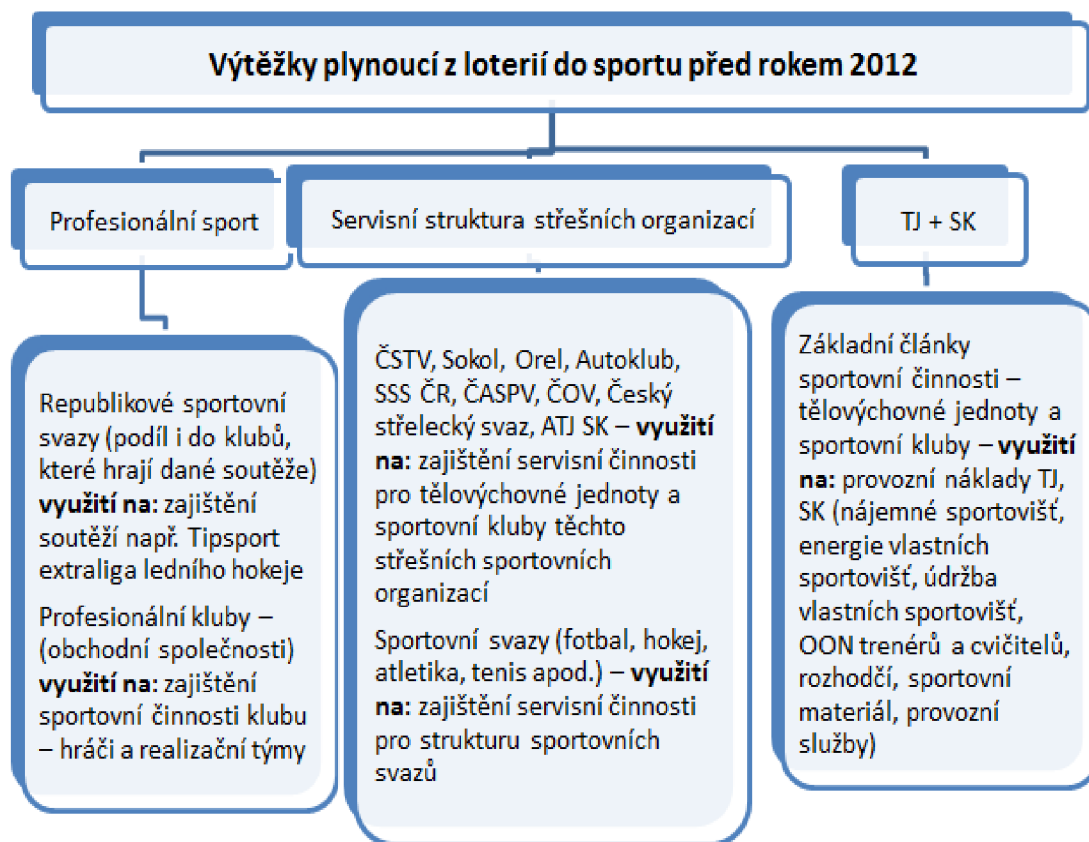 Výtěžky plynoucí z loterií do sportu před rokem 2012
Profesionální sport
Servisní struktura střešních organizací
TJ + SK
Republikové sportovní
svazy (podíl i do klubů,
které hrají dané soutěže)
využití na: zajištění
soutěží např. Tipsport
extraliga ledního hokeje
Profesionální kluby –
(obchodní společnosti)
využití na: zajištění
sportovní činnosti klubu
– hráči a realizační týmy
ČSTV, Sokol, Orel, Autoklub,
SSS ČR, ČASPV, ČOV, Český
střelecký svaz, ATJ SK – využití
na: zajištění servisní činnosti
pro tělovýchovné jednoty a
sportovní kluby těchto
střešních sportovních
organizací
Sportovní svazy (fotbal, hokej,
atletika, tenis apod.) – využití
na: zajištění servisní činnosti
pro strukturu sportovních
svazů
Základní články
sportovní činnosti –
tělovýchovné jednoty a
sportovní kluby – využití
na: provozní náklady TJ,
SK (nájemné sportovišť,
energie vlastních
sportovišť, údržba
vlastních sportovišť,
OON trenérů a cvičitelů,
rozhodčí, sportovní
materiál, provozní
služby)